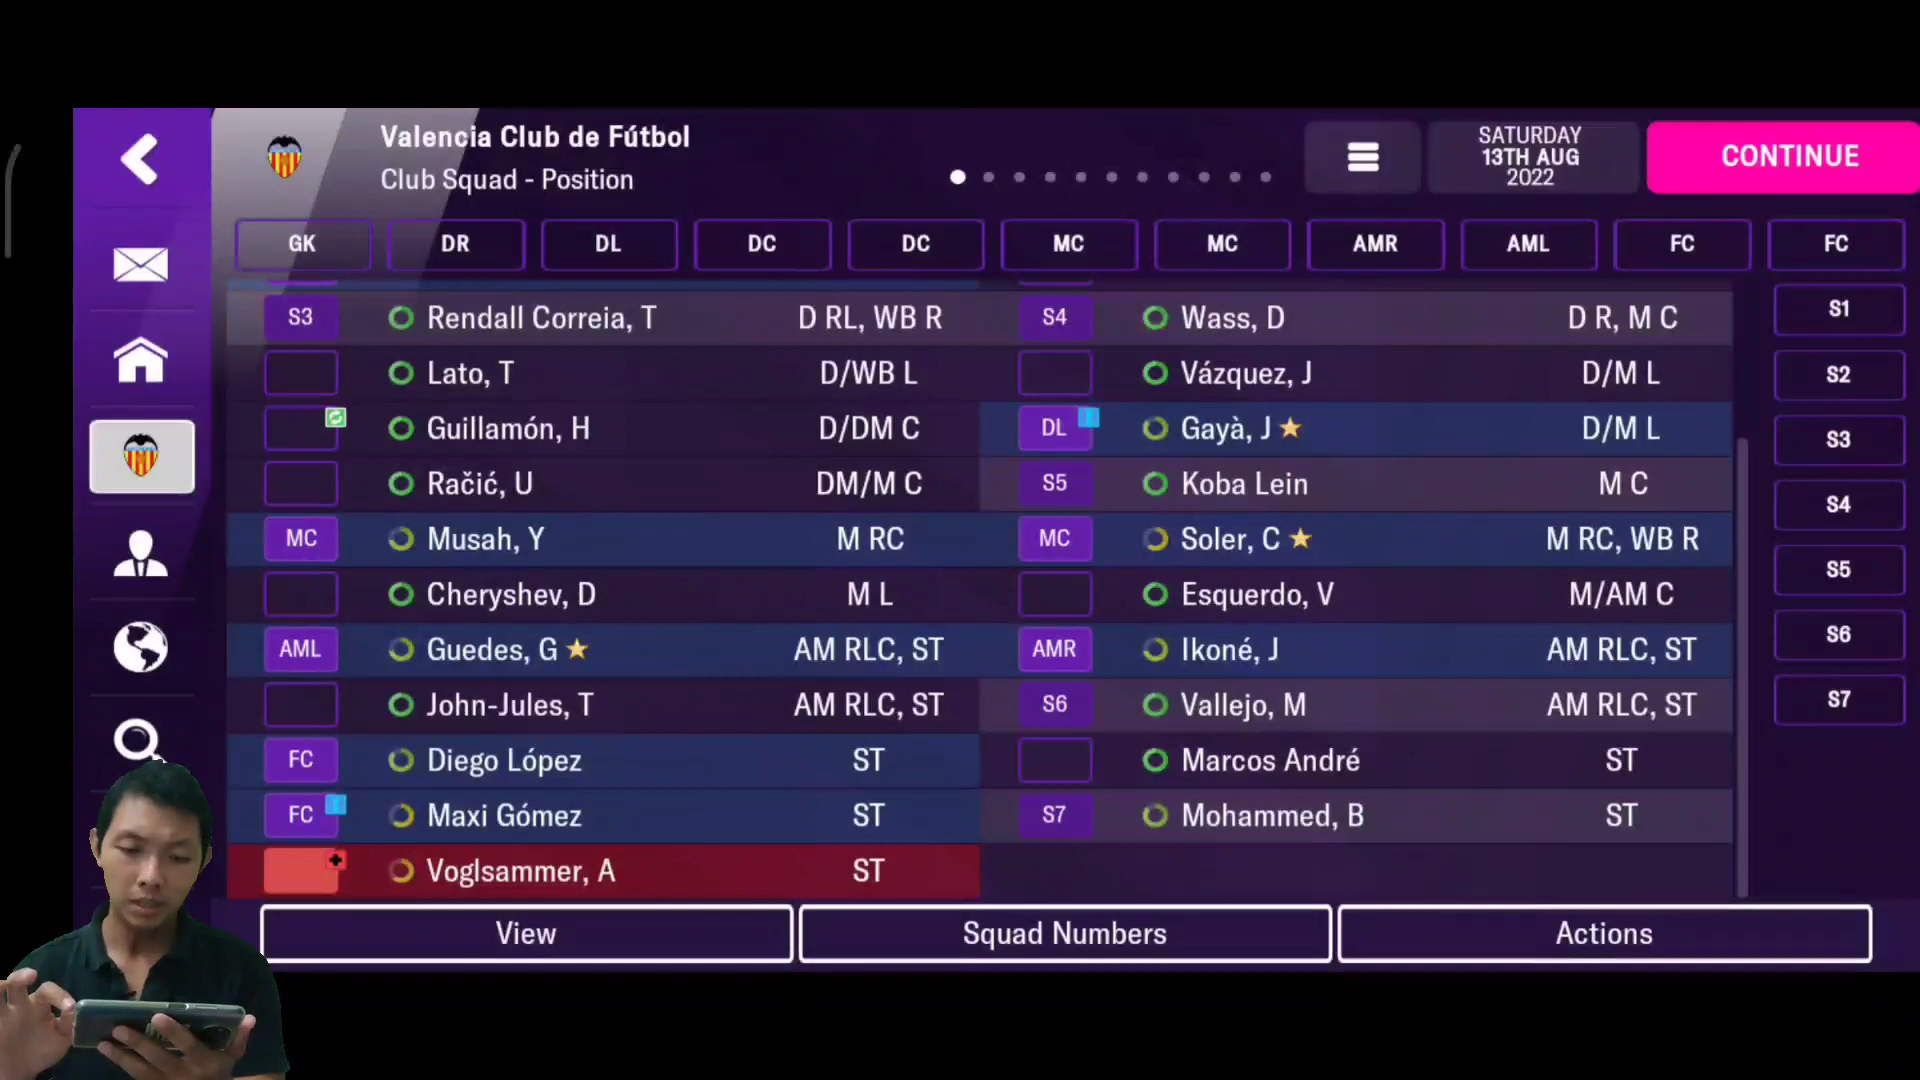 Valencia Club de Fútbol
Club Squad - Position
SATURDAY
13TH AUG
2022
CONTINUE
GK DR DL DC DC MC MC AMR AML FC FC
S3 Rendall Correia, T D RL, WB R S4 Wass, D D R, M C S1
Lato, T D/WB L Vázquez, J D/M L S2
Guillamón, H D/DM C DL Gayà, J D/M L S3
Račić, U DM/M C S5 Koba Lein M C S4
MC Musah, Y M RC MC Soler, C M RC, WB R S5
Cheryshev, D M L Esquerdo, V M/AM C
AML Guedes, G AM RLC, ST AMR Ikoné, J AM RLC, ST S6
John-Jules, T AM RLC, ST S6 Vallejo, M AM RLC, ST S7
FC Diego López ST Marcos André ST
FC Maxi Gómez ST S7 Mohammed, B ST
Voglsammer, A ST
View Squad Numbers Actions